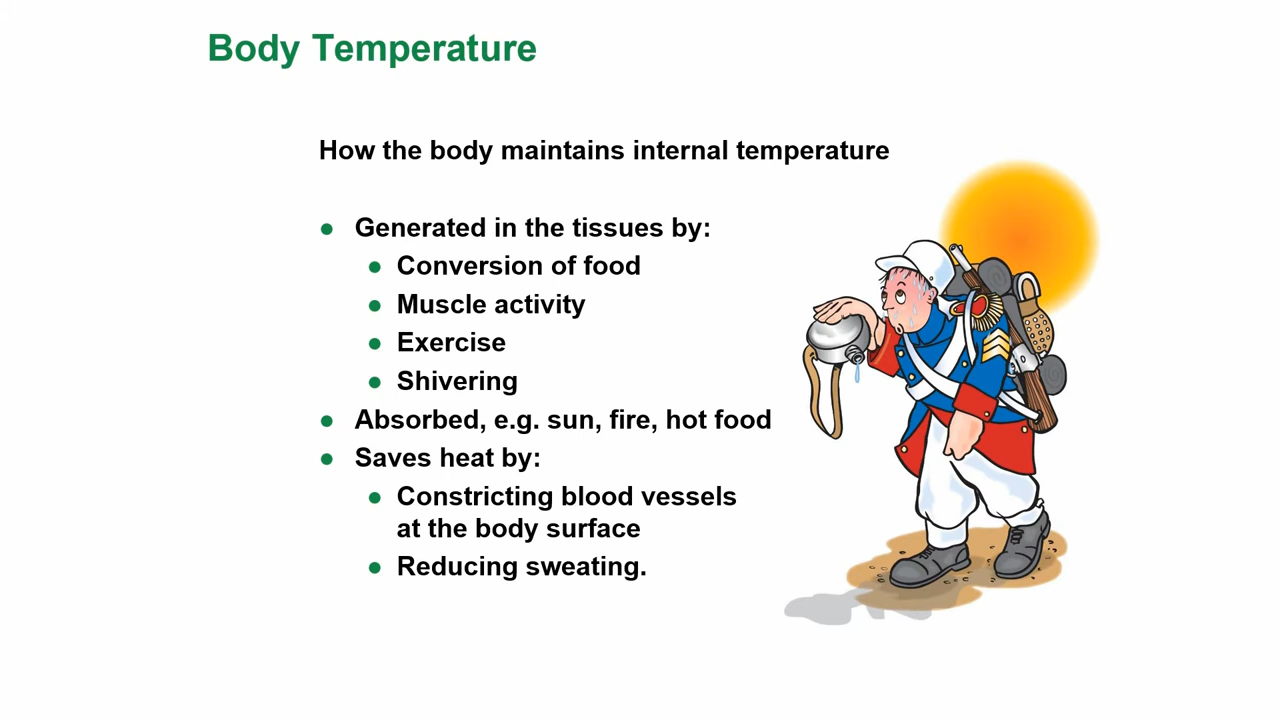 Body Temperature
How the body maintains internal temperature
● Generated in the tissues by:
● Conversion of food
● Muscle activity
● Exercise
● Shivering
● Absorbed, e.g. sun, fire, hot food
● Saves heat by:
● Constricting blood vessels
at the body surface
● Reducing sweating.